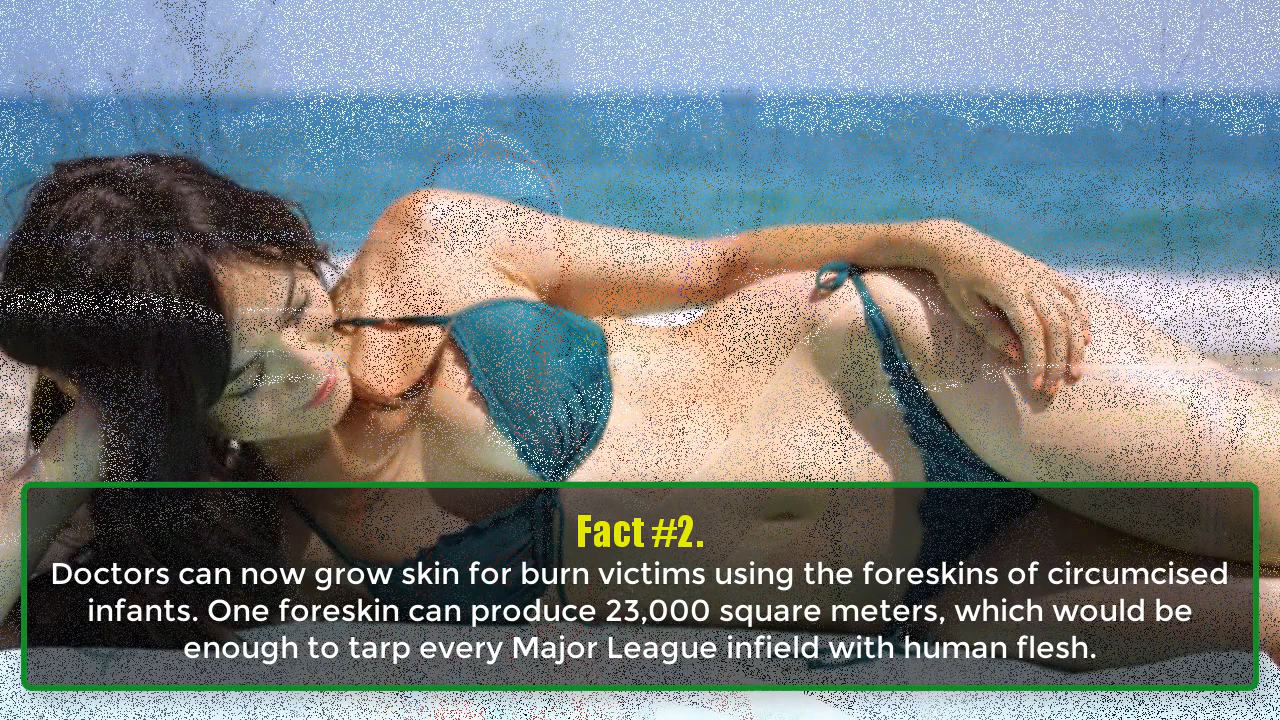 Fact #2.
Doctors can now grow skin for burn victims using the foreskins of circumcised
infants. One foreskin can produce 23,000 square meters, which would be
enough to tarp every Major League infield with human flesh.